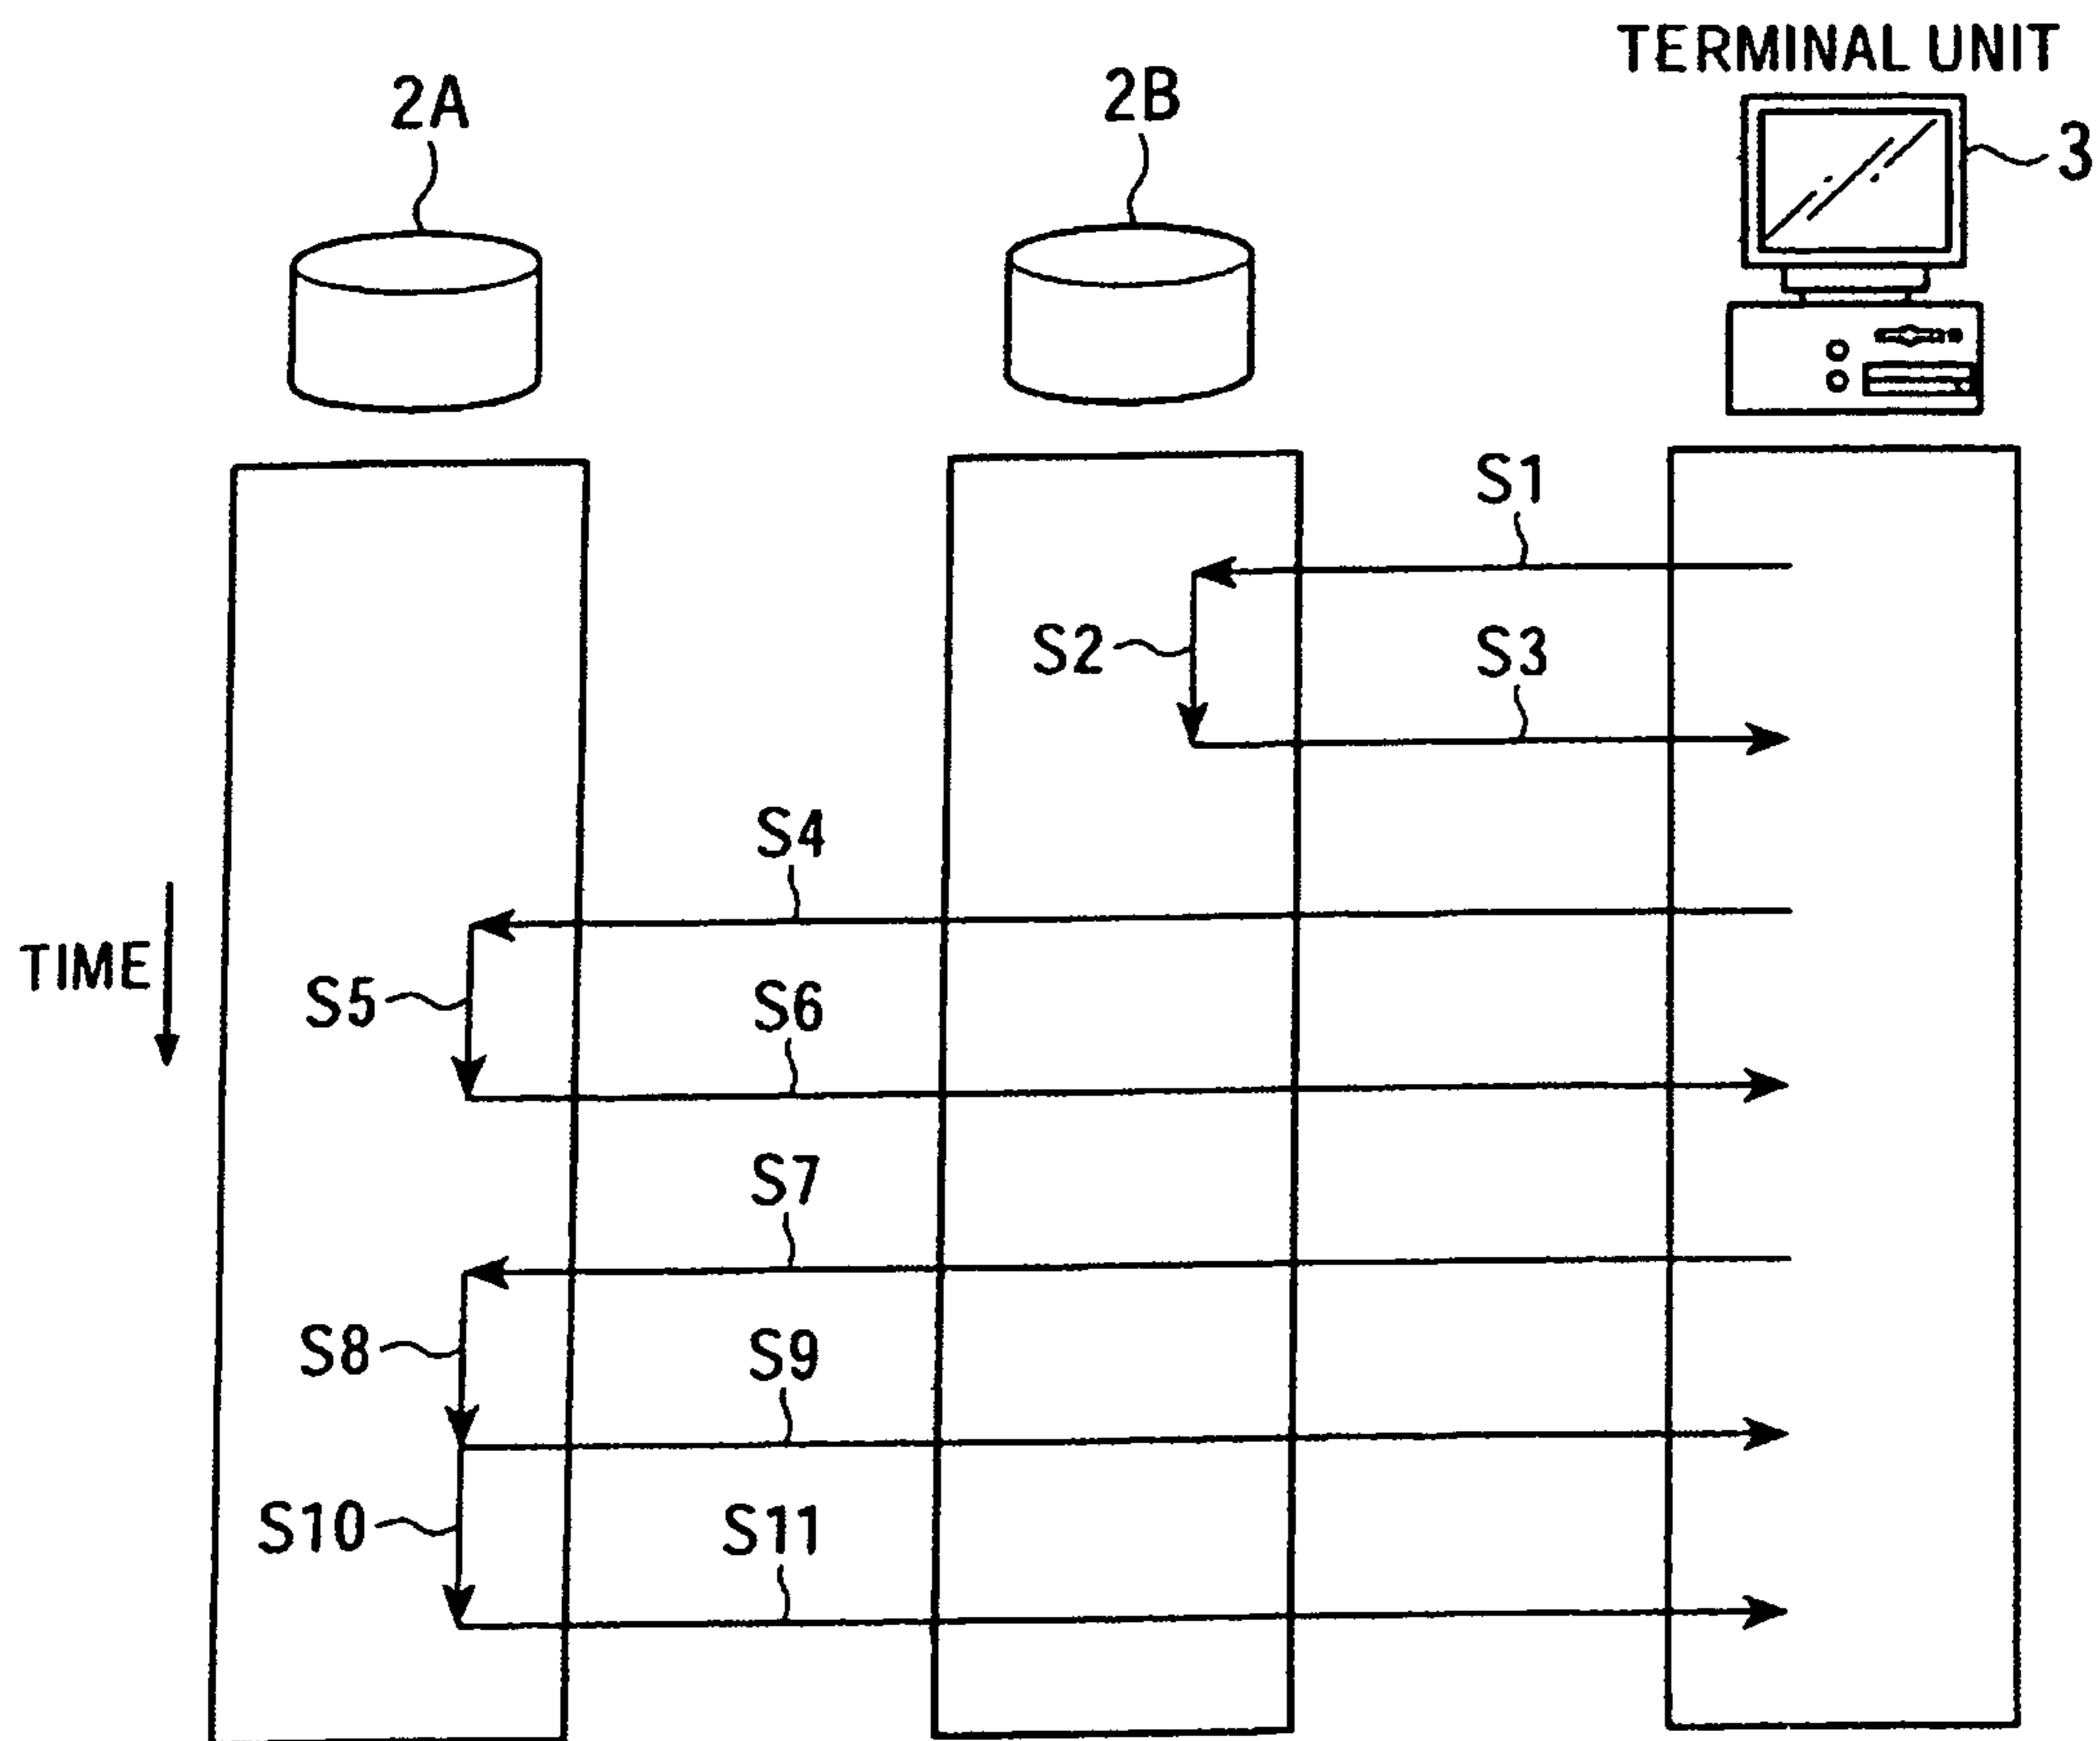 TERMINAL UNIT
2A
2B
3
S1
S2
S3
S4
TIME
S5
S6
S7
S8
S9
S10
S11